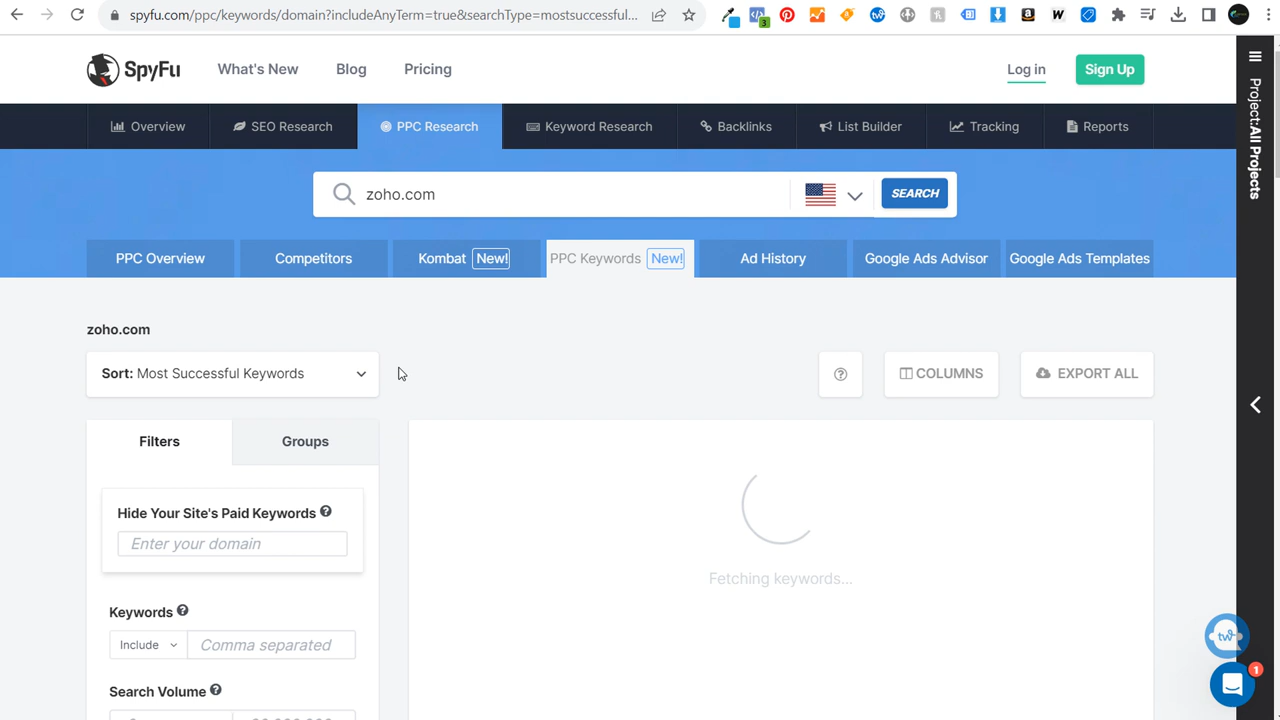 spyfu.com/ppc/keywords/domain?includeAnyTerm=true&searchType=mostsuccessful...
3
SpyFu What's New Blog Pricing Log in Sign Up
Overview SEO Research PPC Research Keyword Research Backlinks List Builder Tracking Reports
Project:All Projects
zoho.com SEARCH
PPC Overview Competitors Kombat New! PPC Keywords New! Ad History Google Ads Advisor Google Ads Templates
zoho.com
Sort: Most Successful Keywords ? COLUMNS EXPORT ALL
Filters Groups
Hide Your Site's Paid Keywords ?
Enter your domain
Fetching keywords...
Keywords ?
Include Comma separated
tw
1
Search Volume ?